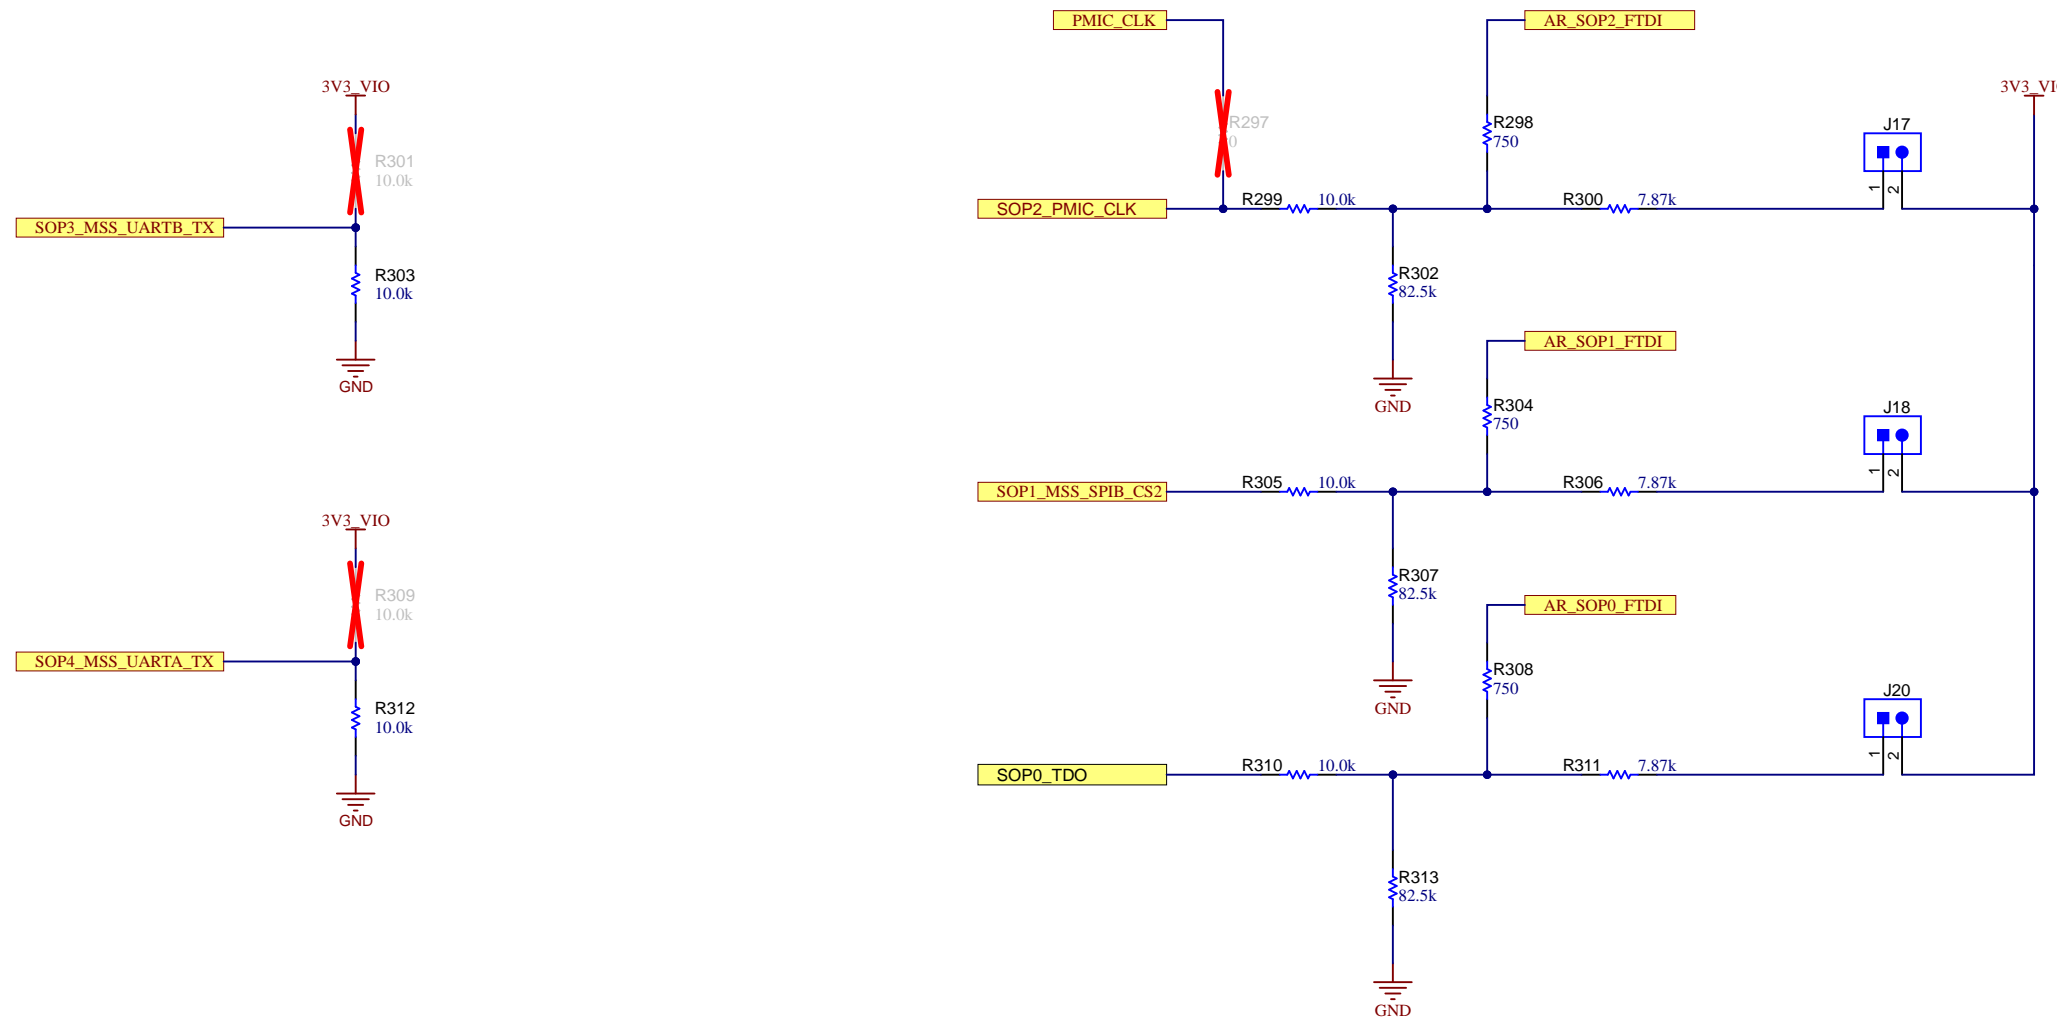 PMIC_CLK
AR_SOP2_FTDI
3V3_VIO
3V3_VI
R301
10.0k
R297
0
R298
750
J17
1
2
SOP3_MSS_UARTB_TX
SOP2_PMIC_CLK
R299
10.0k
R300
7.87k
R303
10.0k
R302
82.5k
GND
AR_SOP1_FTDI
GND
R304
750
J18
1
2
SOP1_MSS_SPIB_CS2
R305
10.0k
R306
7.87k
3V3_VIO
R309
10.0k
R307
82.5k
AR_SOP0_FTDI
SOP4_MSS_UARTA_TX
GND
R308
750
J20
1
2
R312
10.0k
SOP0_TDO
R310
10.0k
R311
7.87k
GND
R313
82.5k
GND